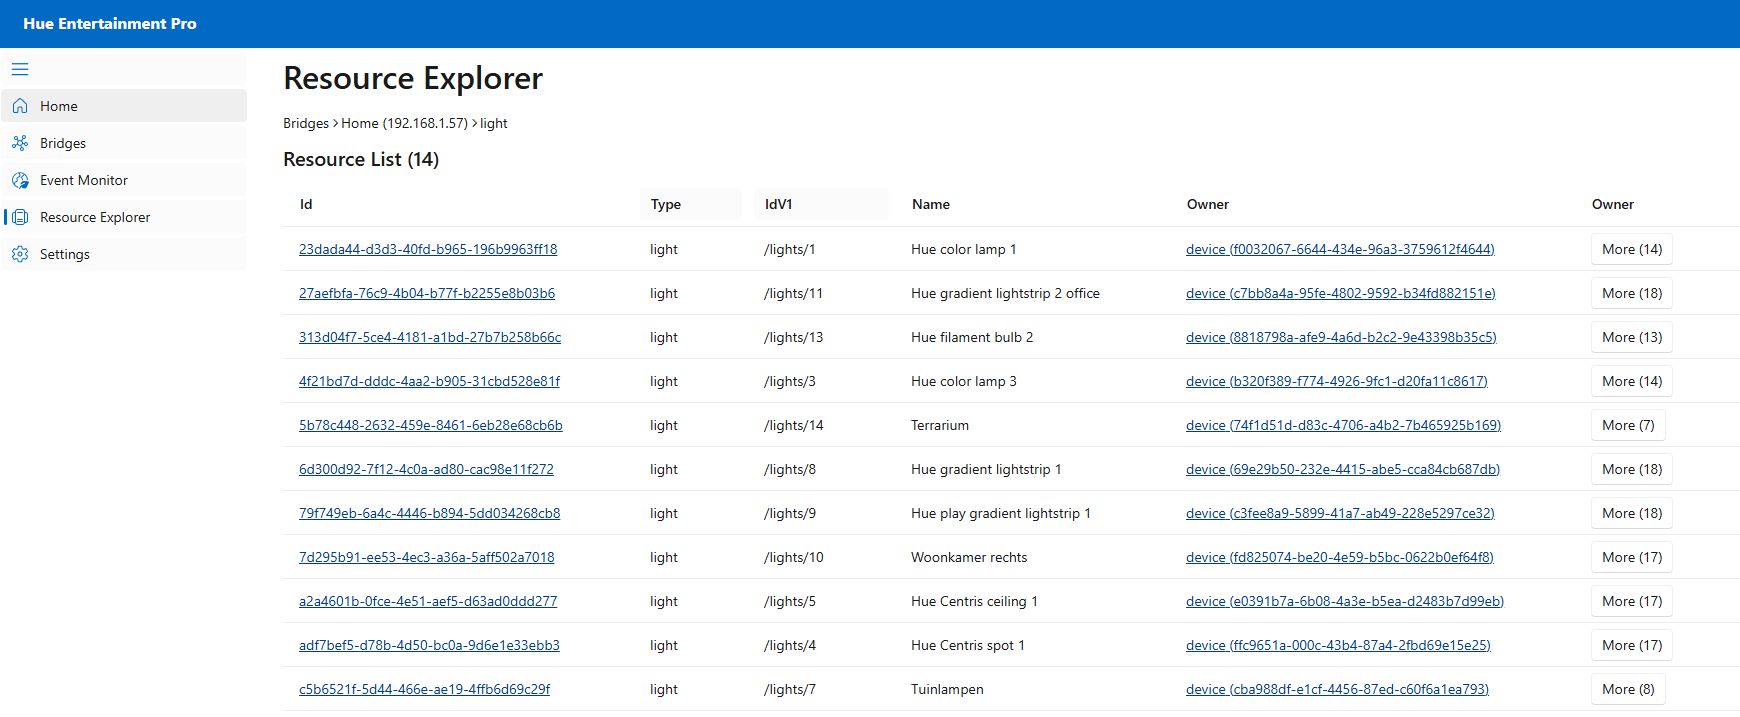 Hue Entertainment Pro
Home
Bridges
Event Monitor
Resource Explorer
Settings
Resource Explorer
Bridges > Home (192.168.1.57) > light
Resource List (14)
Id Type IdV1 Name Owner Owner
23dada44-d3d3-40fd-b965-196b9963ff18 light /lights/1 Hue color lamp 1 device (f0032067-6644-434e-96a3-3759612f4644) More (14)
27aefbfa-76c9-4b04-b77f-b2255e8b03b6 light /lights/11 Hue gradient lightstrip 2 office device (c7bb8a4a-95fe-4802-9592-b34fd882151e) More (18)
313d04f7-5ce4-4181-a1bd-27b7b258b66c light /lights/13 Hue filament bulb 2 device (8818798a-afe9-4a6d-b2c2-9e43398b35c5) More (13)
4f21bd7d-dddc-4aa2-b905-31cbd528e81f light /lights/3 Hue color lamp 3 device (b320f389-f774-4926-9fc1-d20fa11c8617) More (14)
5b78c448-2632-459e-8461-6eb28e68cb6b light /lights/14 Terrarium device (74f1d51d-d83c-4706-a4b2-7b465925b169) More (7)
6d300d92-7f12-4c0a-ad80-cac98e11f272 light /lights/8 Hue gradient lightstrip 1 device (69e29b50-232e-4415-abe5-cca84cb687db) More (18)
79f749eb-6a4c-4446-b894-5dd034268cb8 light /lights/9 Hue play gradient lightstrip 1 device (c3fee8a9-5899-41a7-ab49-228e5297ce32) More (18)
7d295b91-ee53-4ec3-a36a-5aff502a7018 light /lights/10 Woonkamer rechts device (fd825074-be20-4e59-b5bc-0622b0ef64f8) More (17)
a2a4601b-0fce-4e51-aef5-d63ad0ddd277 light /lights/5 Hue Centris ceiling 1 device (e0391b7a-6b08-4a3e-b5ea-d2483b7d99eb) More (17)
adf7bef5-d78b-4d50-bc0a-9d6e1e33ebb3 light /lights/4 Hue Centris spot 1 device (ffc9651a-000c-43b4-87a4-2fbd69e15e25) More (17)
c5b6521f-5d44-466e-ae19-4ffb6d69c29f light /lights/7 Tuinlampen device (cba988df-e1cf-4456-87ed-c60f6a1ea793) More (8)